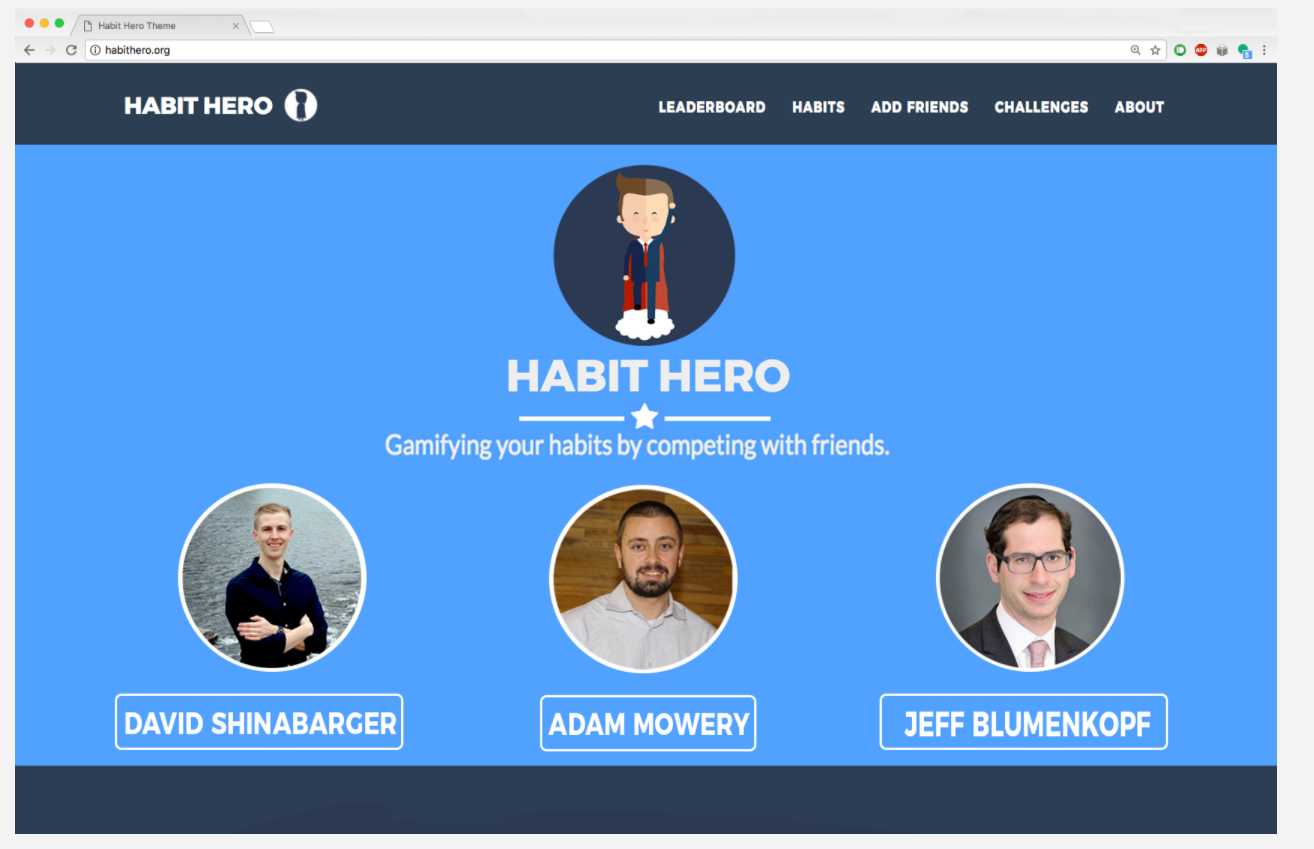 Habit Hero Theme
habithero.org
HABIT HERO
LEADERBOARD HABITS ADD FRIENDS CHALLENGES ABOUT
HABIT HERO
Gamifying your habits by competing with friends.
DAVID SHINABARGER ADAM MOWERY JEFF BLUMENKOPF